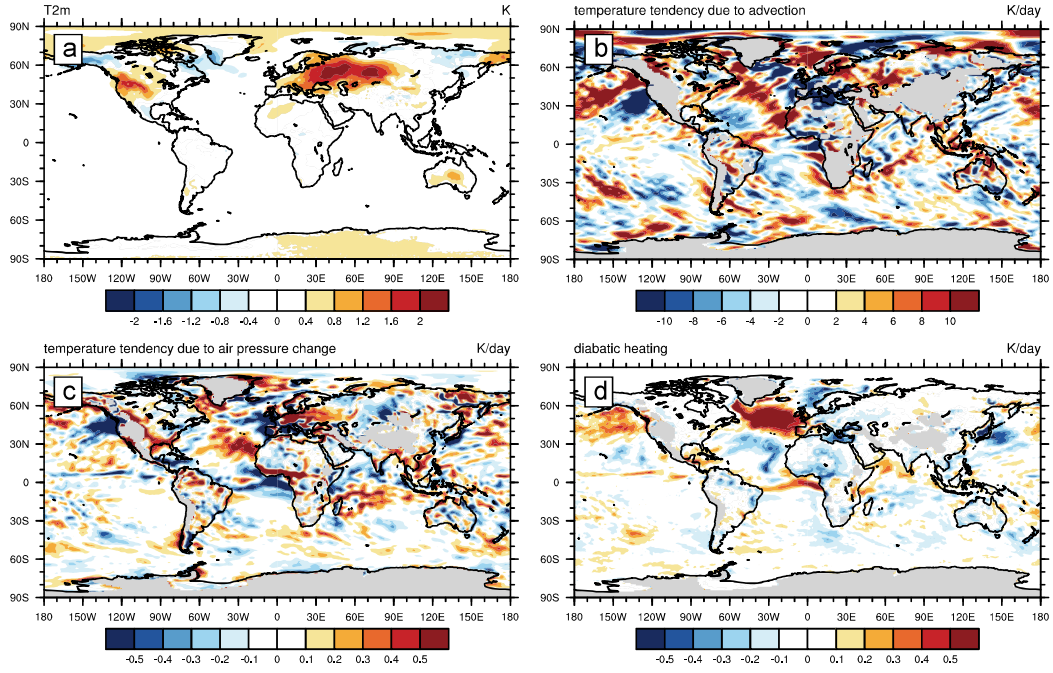 T2m K
a
90N
60N
30N
0
30S
60S
90S
180 150W 120W 90W 60W 30W 0 30E 60E 90E 120E 150E 180
-2 -1.6 -1.2 -0.8 -0.4 0 0.4 0.8 1.2 1.6 2
temperature tendency due to advection K/day
b
90N
60N
30N
0
30S
60S
90S
180 150W 120W 90W 60W 30W 0 30E 60E 90E 120E 150E 180
-10 -8 -6 -4 -2 0 2 4 6 8 10
temperature tendency due to air pressure change K/day
c
90N
60N
30N
0
30S
60S
90S
180 150W 120W 90W 60W 30W 0 30E 60E 90E 120E 150E 180
-0.5 -0.4 -0.3 -0.2 -0.1 0 0.1 0.2 0.3 0.4 0.5
diabatic heating K/day
d
90N
60N
30N
0
30S
60S
90S
180 150W 120W 90W 60W 30W 0 30E 60E 90E 120E 150E 180
-0.5 -0.4 -0.3 -0.2 -0.1 0 0.1 0.2 0.3 0.4 0.5